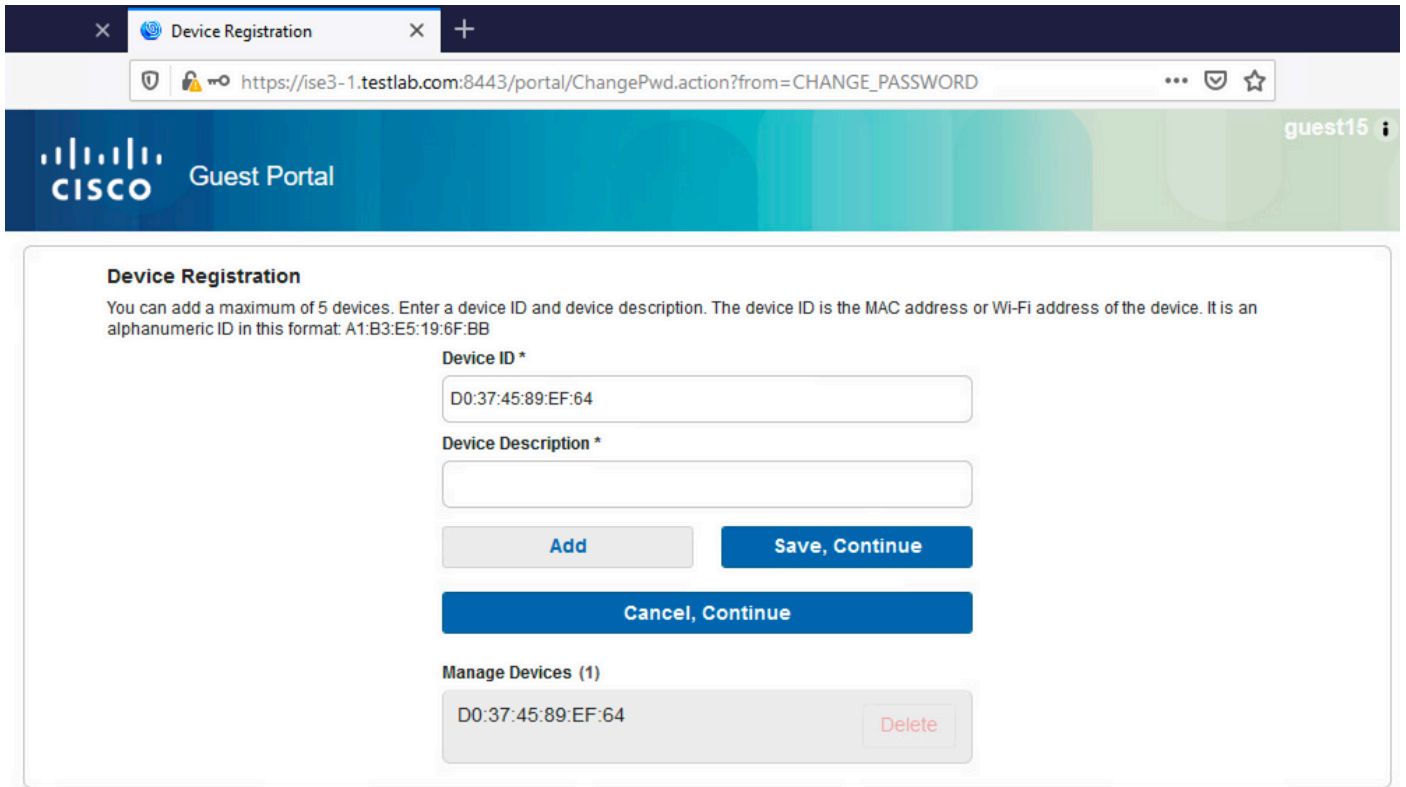 Device Registration
https://ise3-1.testlab.com:8443/portal/ChangePwd.action?from=CHANGE_PASSWORD
guest15
CISCO Guest Portal
Device Registration
You can add a maximum of 5 devices. Enter a device ID and device description. The device ID is the MAC address or Wi-Fi address of the device. It is an
alphanumeric ID in this format: A1:B3:E5:19:6F:BB
Device ID *
D0:37:45:89:EF:64
Device Description *
Add Save, Continue
Cancel, Continue
Manage Devices (1)
D0:37:45:89:EF:64
Delete